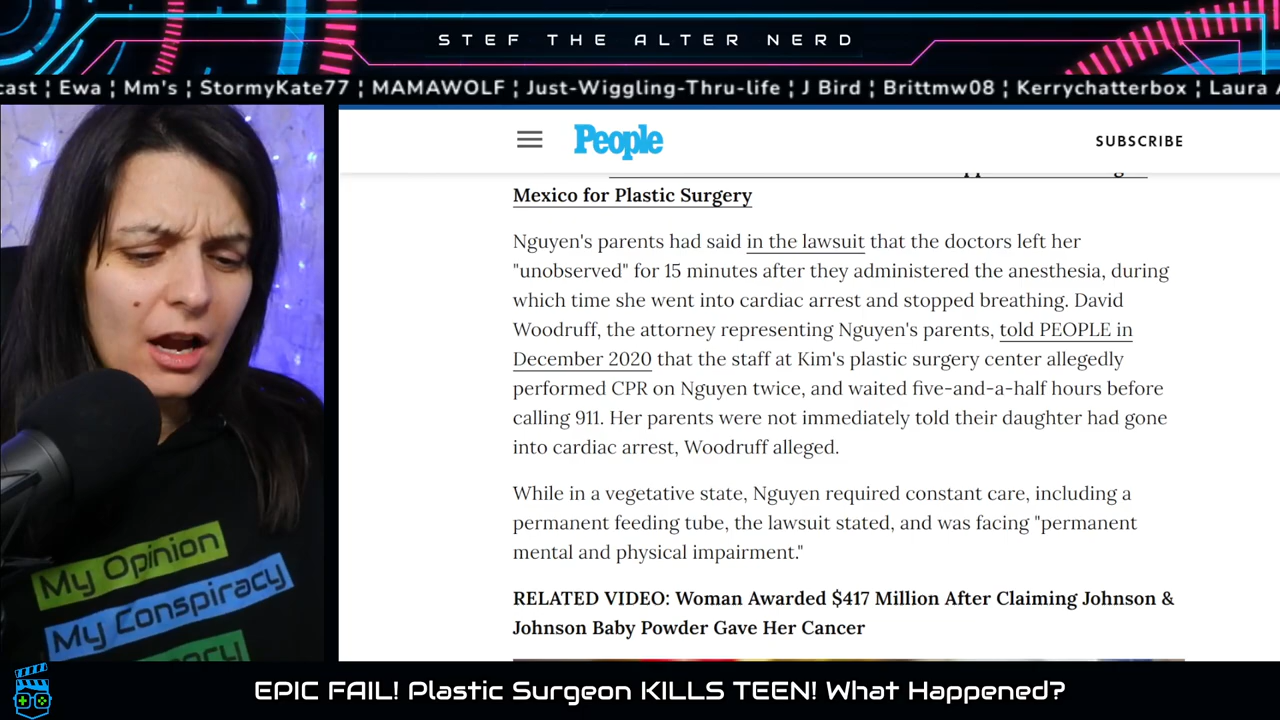 STEF THE ALTER NERD
cast ¦ Ewa ¦ Mm's ¦ StormyKate77 ¦ MAMAWOLF ¦ Just-Wiggling-Thru-life ¦ J Bird ¦ Brittmw08 ¦ Kerrychatterbox ¦ Laura A
People
SUBSCRIBE
Mexico for Plastic Surgery
Nguyen's parents had said in the lawsuit that the doctors left her
"unobserved" for 15 minutes after they administered the anesthesia, during
which time she went into cardiac arrest and stopped breathing. David
Woodruff, the attorney representing Nguyen's parents, told PEOPLE in
December 2020 that the staff at Kim's plastic surgery center allegedly
performed CPR on Nguyen twice, and waited five-and-a-half hours before
calling 911. Her parents were not immediately told their daughter had gone
into cardiac arrest, Woodruff alleged.
While in a vegetative state, Nguyen required constant care, including a
permanent feeding tube, the lawsuit stated, and was facing "permanent
mental and physical impairment."
RELATED VIDEO: Woman Awarded $417 Million After Claiming Johnson &
Johnson Baby Powder Gave Her Cancer
My Opinion
My Conspiracy
EPIC FAIL! Plastic Surgeon KILLS TEEN! What Happened?